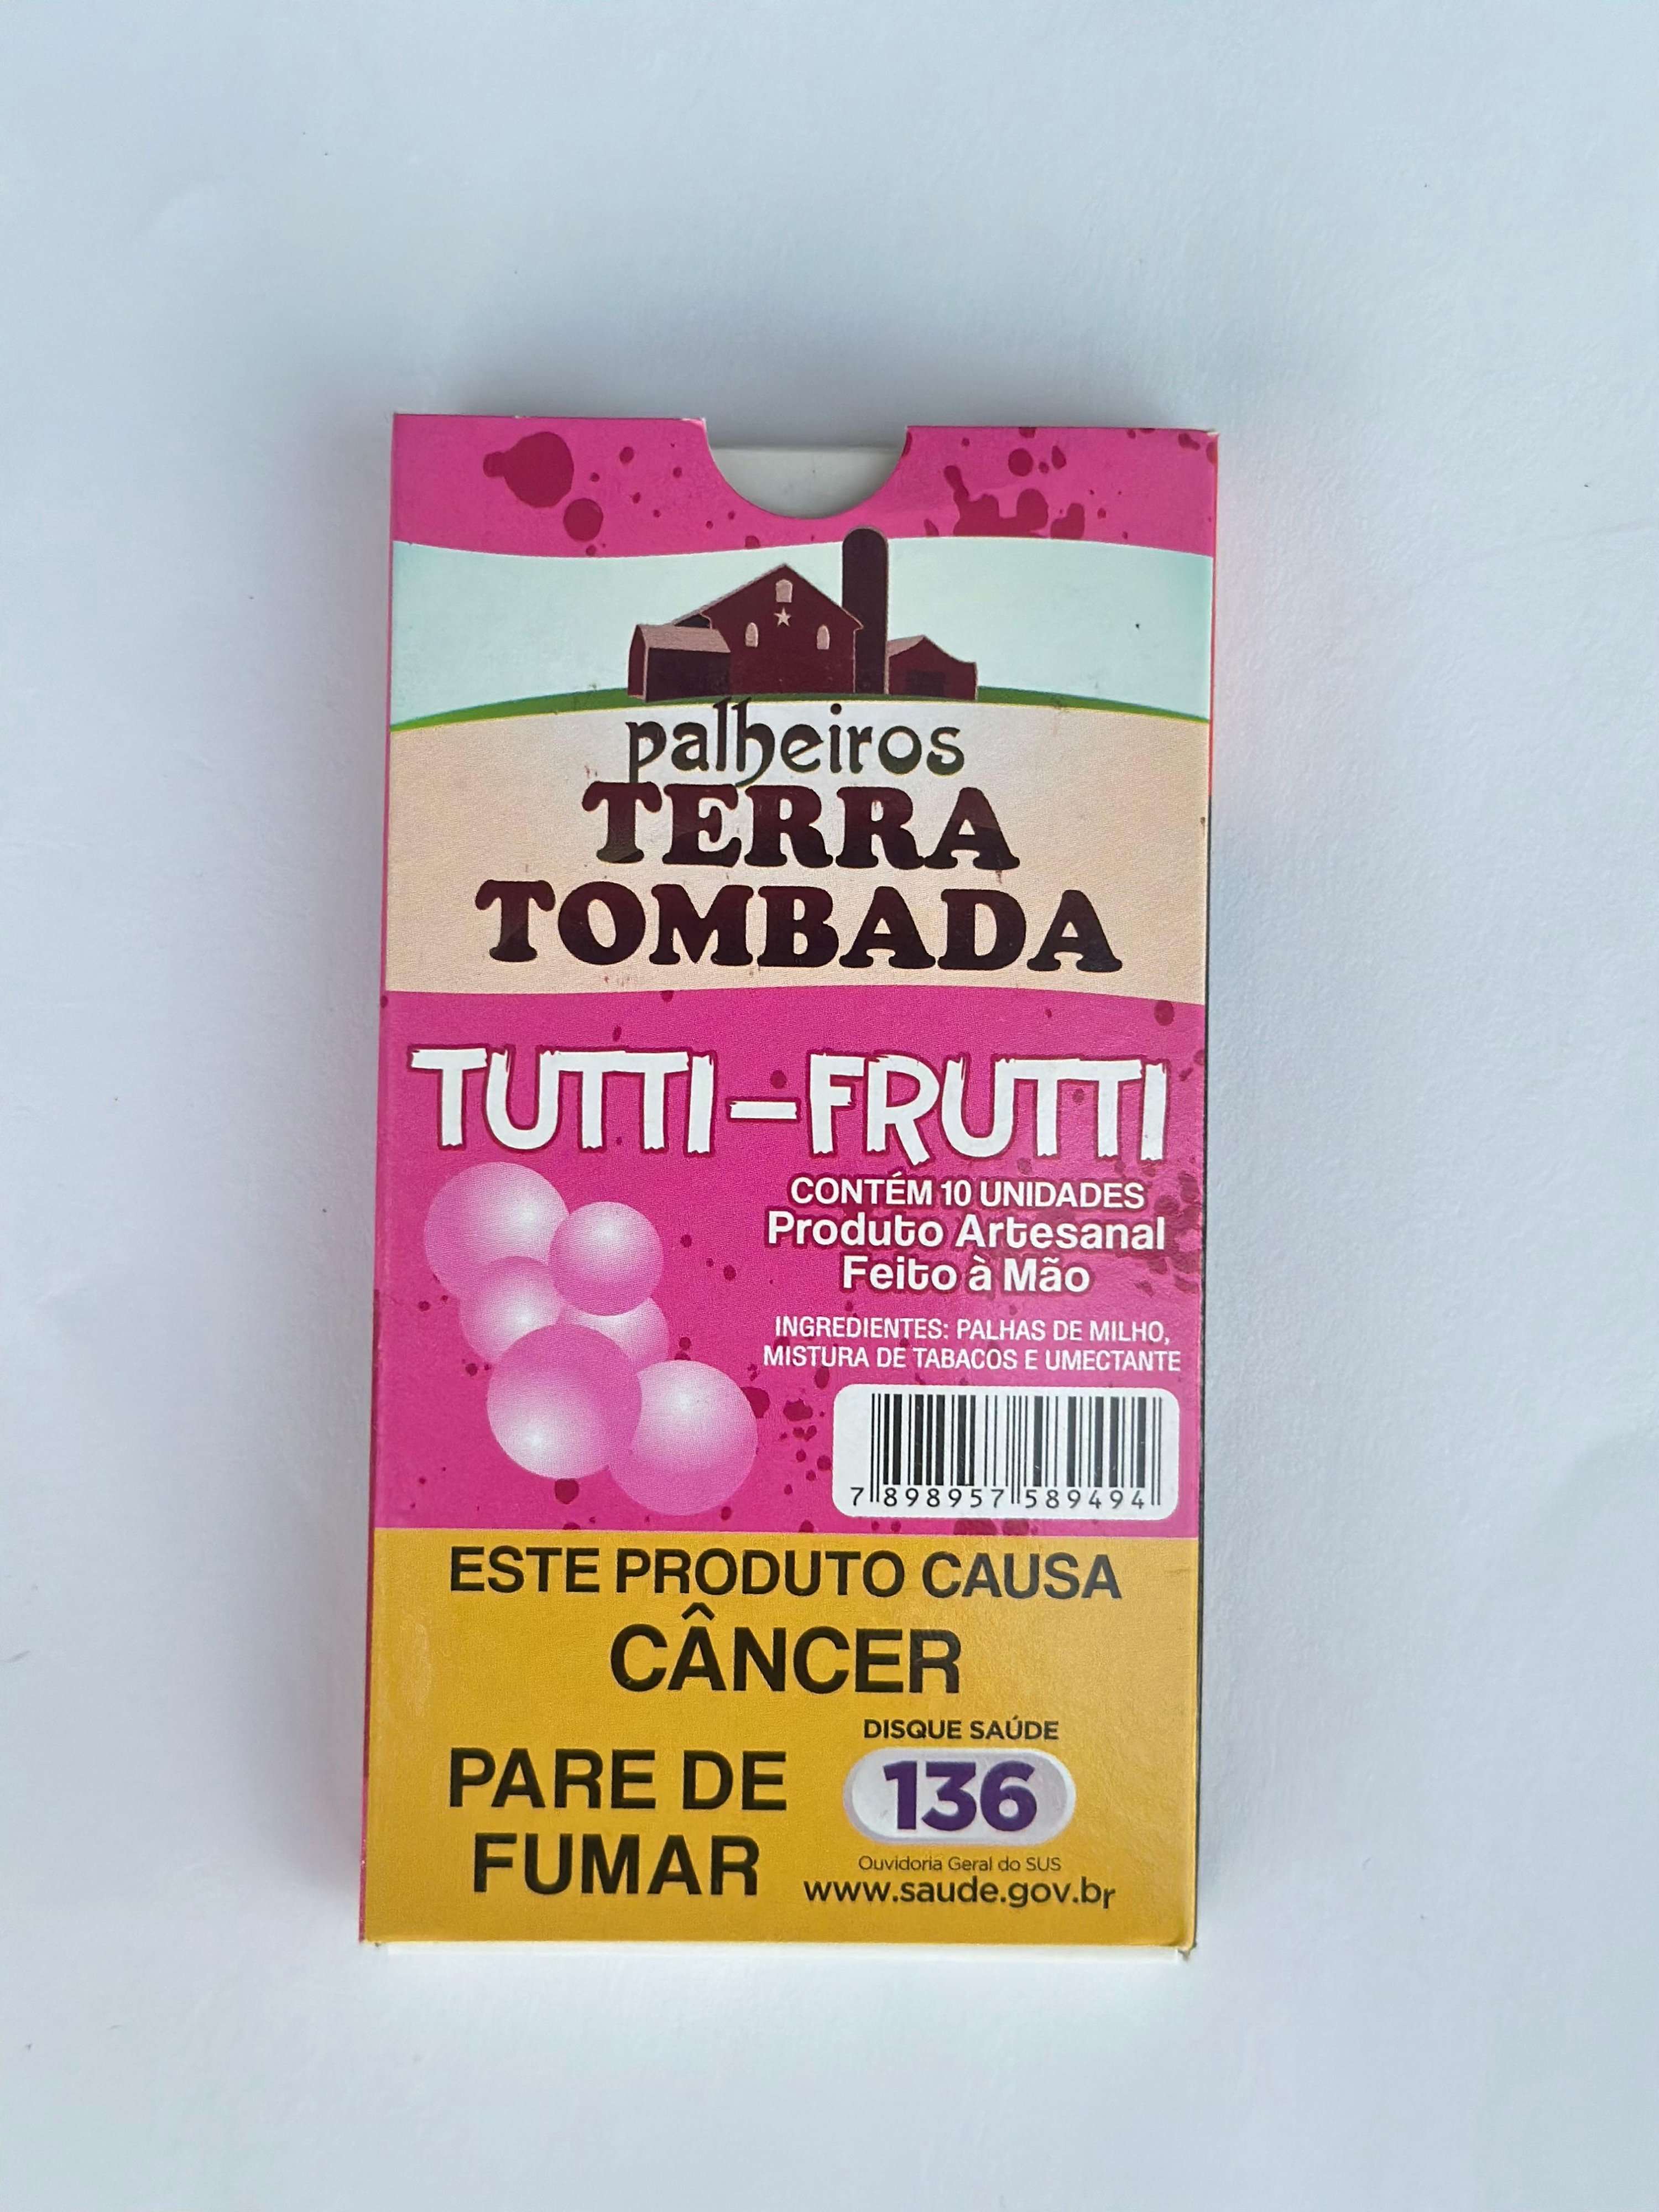 palheiros
TERRA
TOMBADA
TUTTI-FRUTTI
CONTÉM 10 UNIDADES
Produto Artesanal
Feito à Mão
INGREDIENTES: PALHAS DE MILHO,
MISTURA DE TABACOS E UMECTANTE
7 898957 589494
ESTE PRODUTO CAUSA
CÂNCER
PARE DE
FUMAR
DISQUE SAÚDE
136
Ouvidoria Geral do SUS
www.saude.gov.br